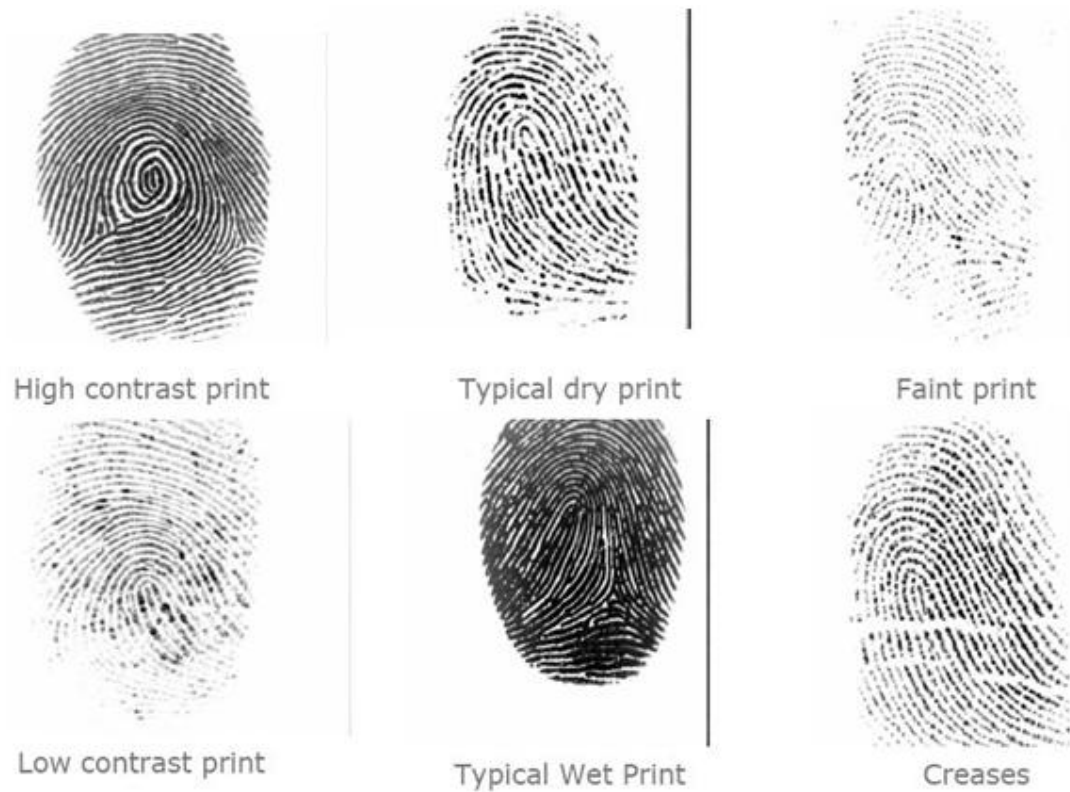 High contrast print
Typical dry print
Faint print
Low contrast print
Typical Wet Print
Creases